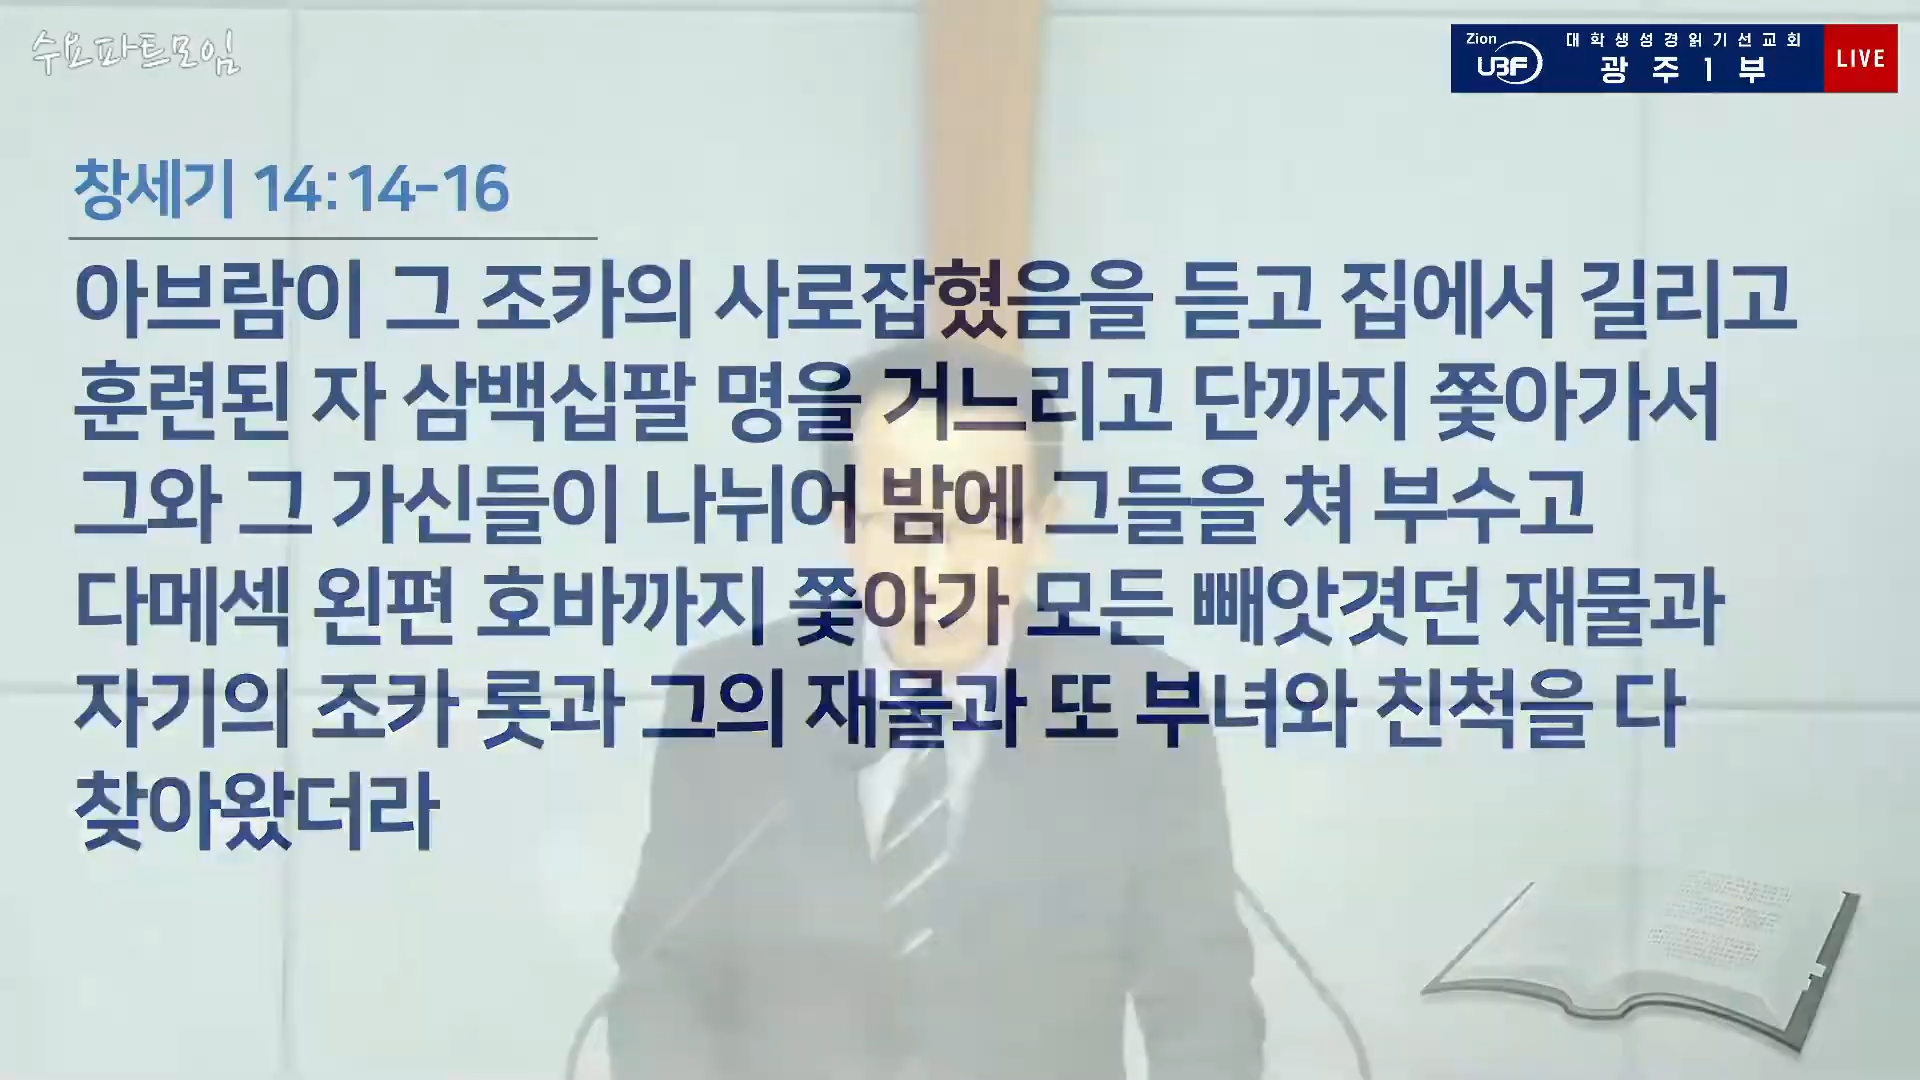 수요파트모임
Zion
UBF
대학생성경읽기선교회
광주1부
LIVE
창세기 14:14-16
아브람이 그 조카의 사로잡혔음을 듣고 집에서 길리고
훈련된 자 삼백십팔 명을 거느리고 단까지 쫓아가서
그와 그 가신들이 나뉘어 밤에 그들을 쳐 부수고
다메섹 왼편 호바까지 쫓아가 모든 빼앗겼던 재물과
자기의 조카 롯과 그의 재물과 또 부녀와 친척을 다
찾아왔더라